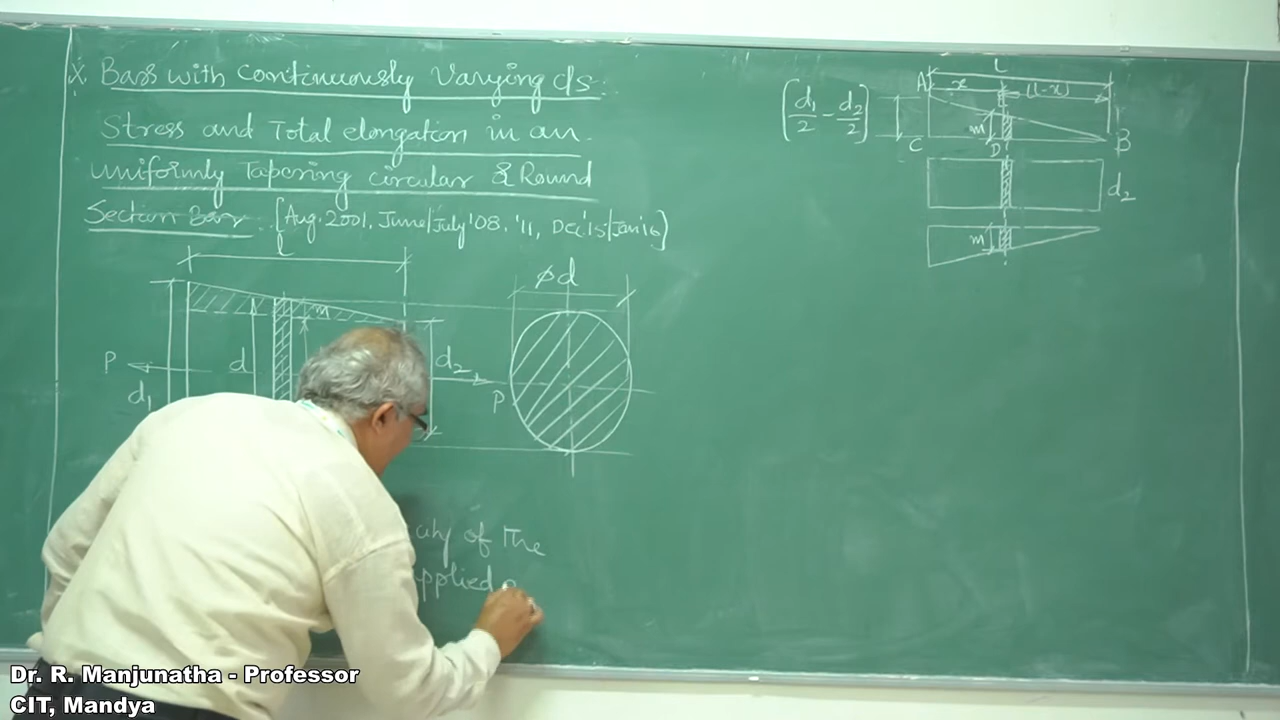 Bars with Continuously Varying c/s:
Stress and Total elongation in an
uniformly Tapering circular & Round
Section Bar. [Aug. 2001, June/July '08, '11, Dec '15/Jan 16]
l
m
P
d1
d
d2
P
ϕd
of the
applied
[d1/2 - d2/2]
l
A
x
(l-x)
m
C
D
B
d2
m
Dr. R. Manjunatha - Professor
CIT, Mandya